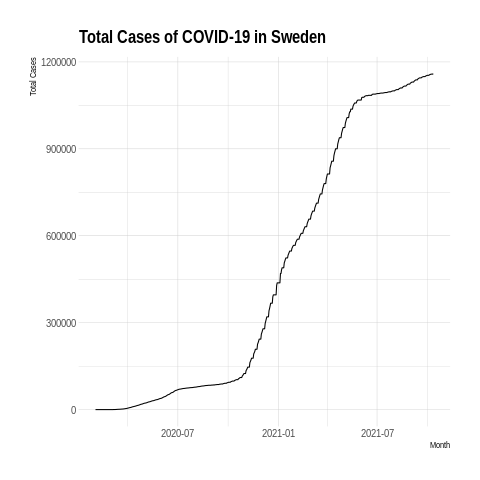 Total Cases of COVID-19 in Sweden
Total Cases
1200000
900000
600000
300000
0
2020-07
2021-01
2021-07
Month